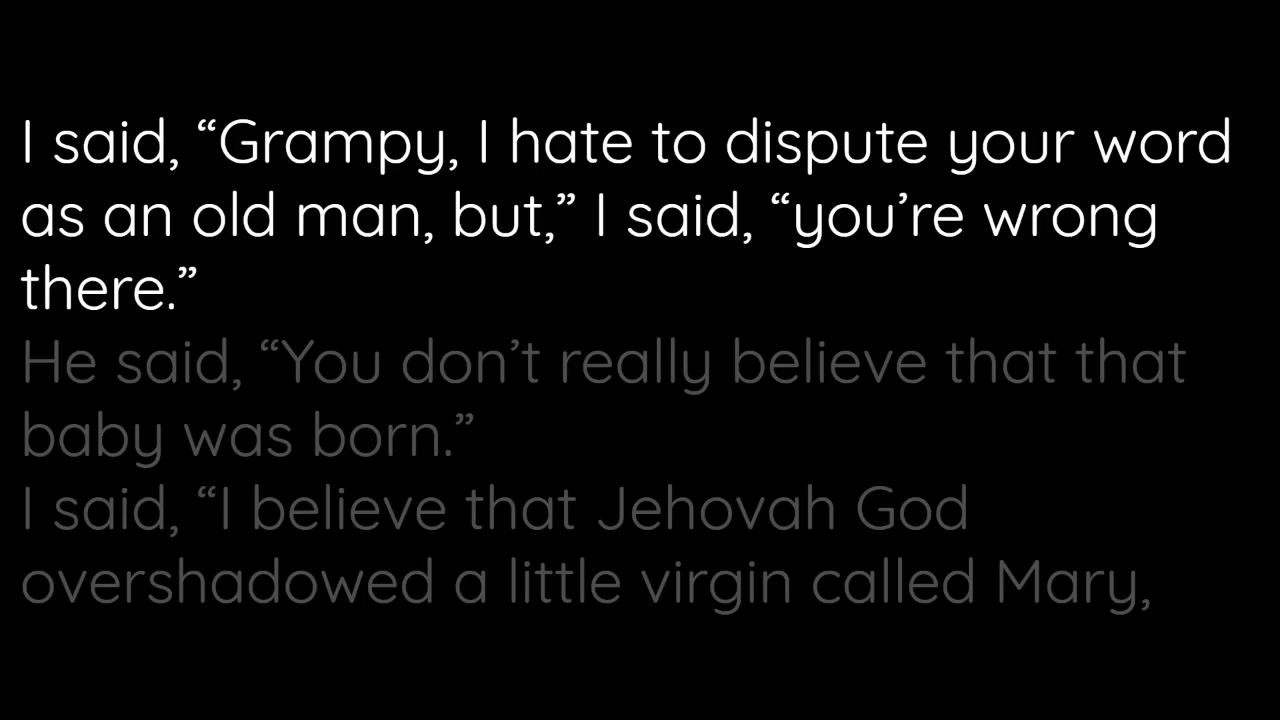 I said, “Grampy, I hate to dispute your word
as an old man, but,” I said, “you’re wrong
there.”
He said, “You don’t really believe that that
baby was born.”
I said, “I believe that Jehovah God
overshadowed a little virgin called Mary,